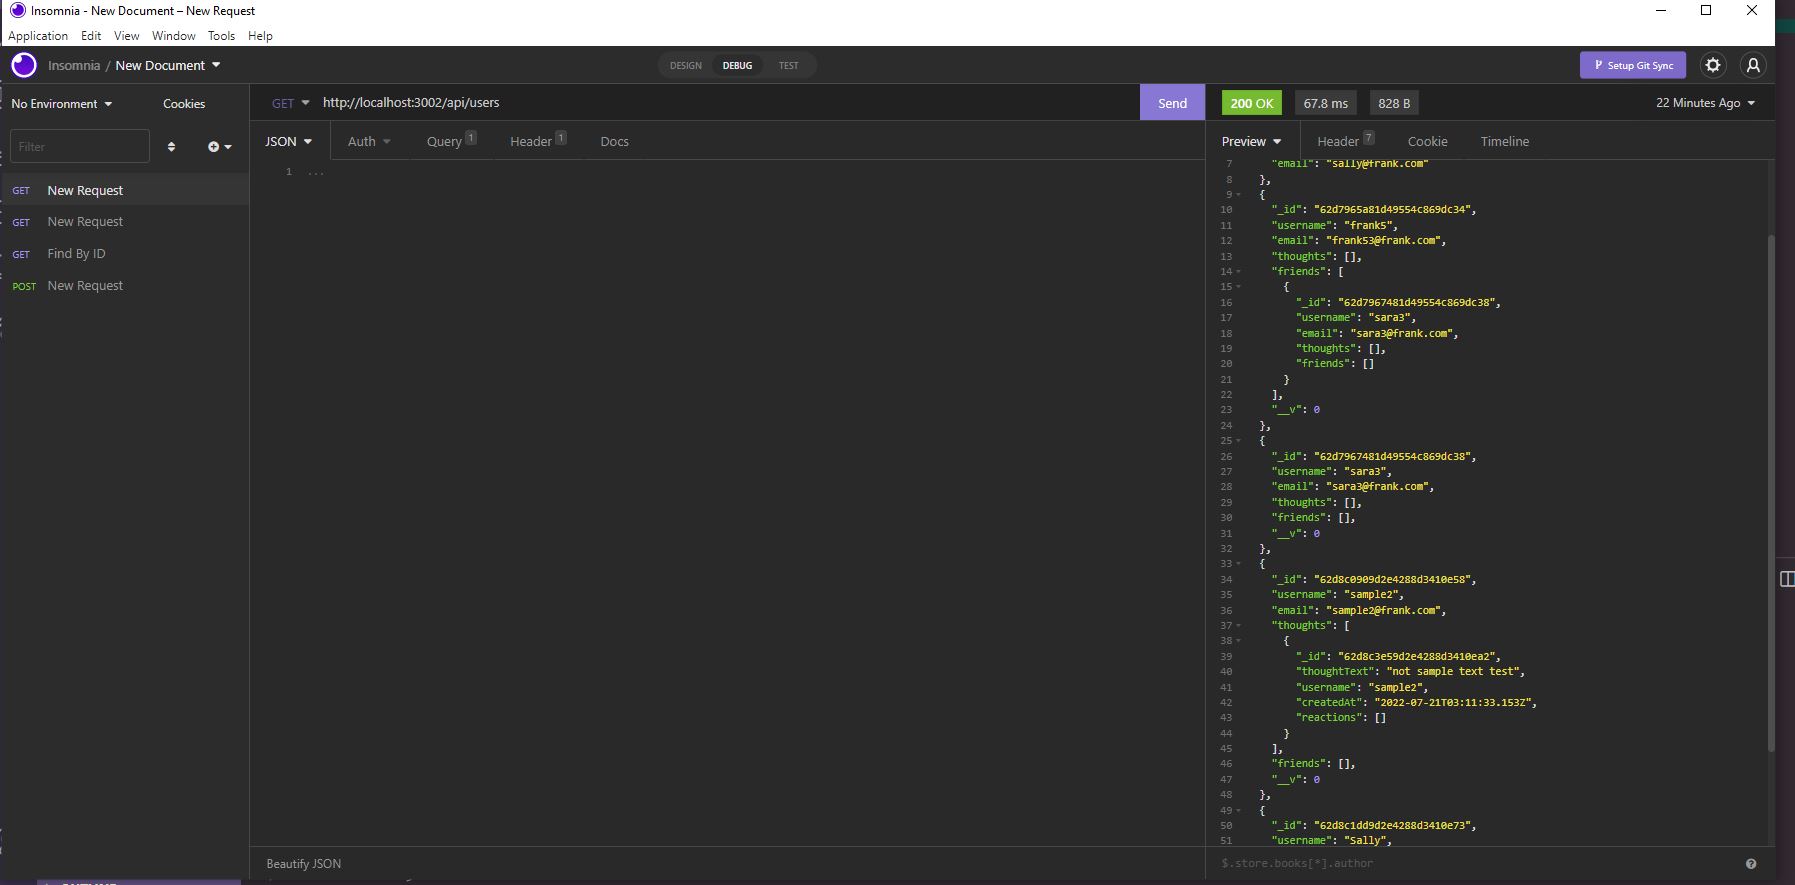 Insomnia - New Document – New Request
Application Edit View Window Tools Help
Insomnia / New Document
DESIGN DEBUG TEST
Setup Git Sync
No Environment
Cookies
GET http://localhost:3002/api/users
Send
200 OK 67.8 ms 828 B
22 Minutes Ago
Filter
JSON Auth Query 1 Header 1 Docs
Preview Header 7 Cookie Timeline
GET New Request
GET New Request
GET Find By ID
POST New Request
1 ...
7 "email": "sally@frank.com"
8 },
9 {
10 "_id": "62d7965a81d49554c869dc34",
11 "username": "frank5",
12 "email": "frank53@frank.com",
13 "thoughts": [],
14 "friends": [
15 {
16 "_id": "62d7967481d49554c869dc38",
17 "username": "sara3",
18 "email": "sara3@frank.com",
19 "thoughts": [],
20 "friends": []
21 }
22 ],
23 "__v": 0
24 },
25 {
26 "_id": "62d7967481d49554c869dc38",
27 "username": "sara3",
28 "email": "sara3@frank.com",
29 "thoughts": [],
30 "friends": [],
31 "__v": 0
32 },
33 {
34 "_id": "62d8c0909d2e4288d3410e58",
35 "username": "sample2",
36 "email": "sample2@frank.com",
37 "thoughts": [
38 {
39 "_id": "62d8c3e59d2e4288d3410ea2",
40 "thoughtText": "not sample text test",
41 "username": "sample2",
42 "createdAt": "2022-07-21T03:11:33.153Z",
43 "reactions": []
44 }
45 ],
46 "friends": [],
47 "__v": 0
48 },
49 {
50 "_id": "62d8c1dd9d2e4288d3410e73",
51 "username": "Sally",
Beautify JSON
$.store.books[*].author